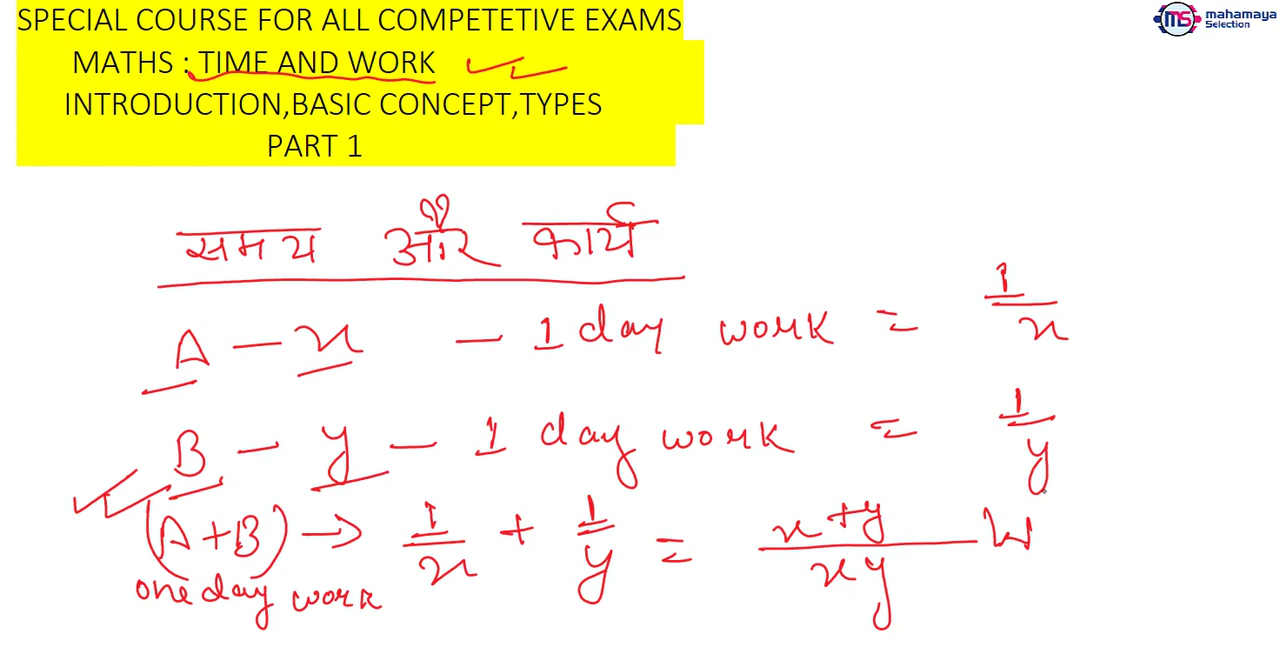 SPECIAL COURSE FOR ALL COMPETETIVE EXAMS
mahamaya
Selection
MS
MATHS : TIME AND WORK
INTRODUCTION,BASIC CONCEPT,TYPES
PART 1
समय और कार्य
A – x – 1 day work = 1/x
B – y – 1 day work = 1/y
(A+B) → 1/x + 1/y = x+y/xy W
one day work